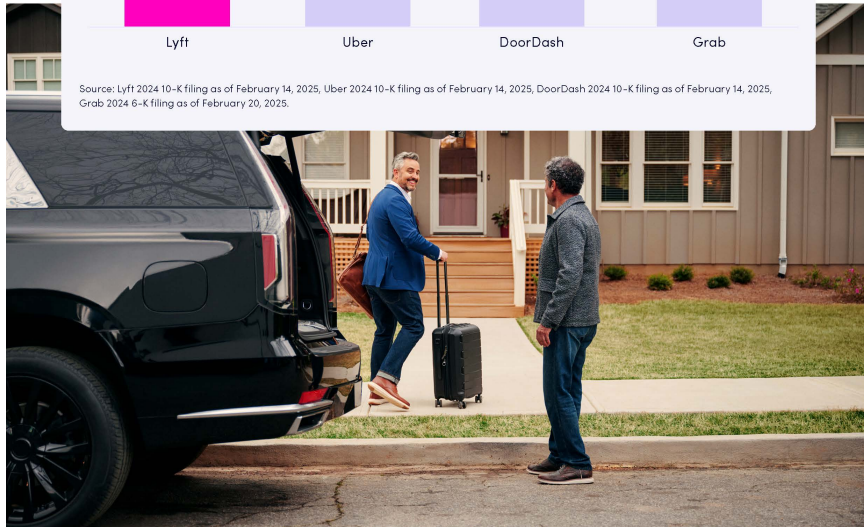 Lyft
Uber
DoorDash
Grab
Source: Lyft 2024 10-K filing as of February 14, 2025, Uber 2024 10-K filing as of February 14, 2025, DoorDash 2024 10-K filing as of February 14, 2025,
Grab 2024 6-K filing as of February 20, 2025.